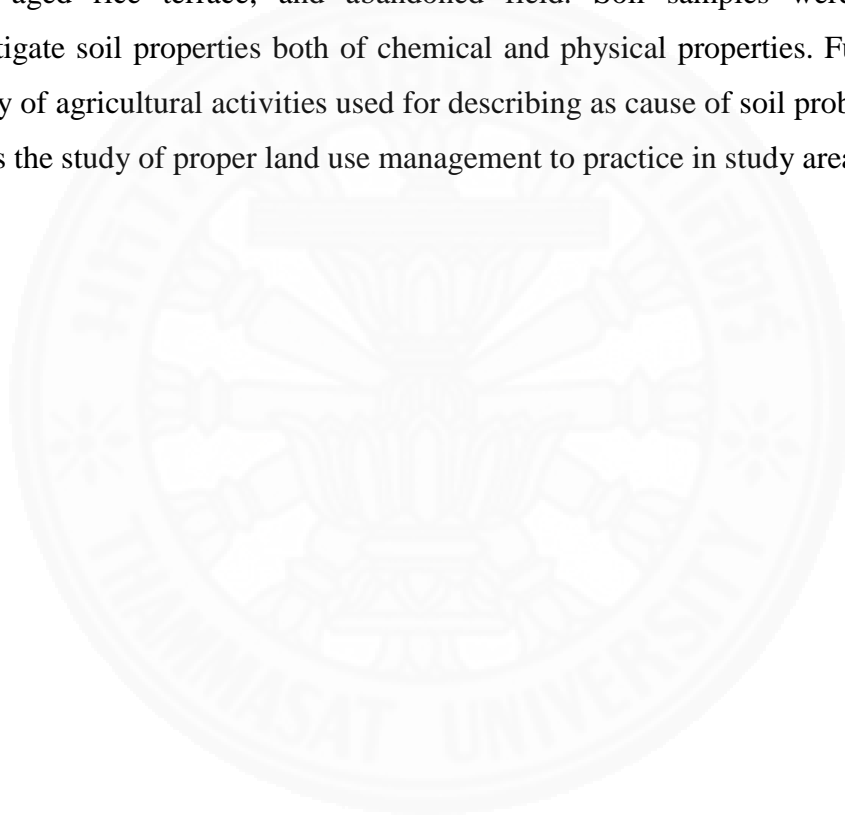 aged rice terrace, and abandoned field. Soil samples were
tigate soil properties both of chemical and physical properties. Fu
y of agricultural activities used for describing as cause of soil prob
s the study of proper land use management to practice in study area
THAMMASAT UNIVERSITY